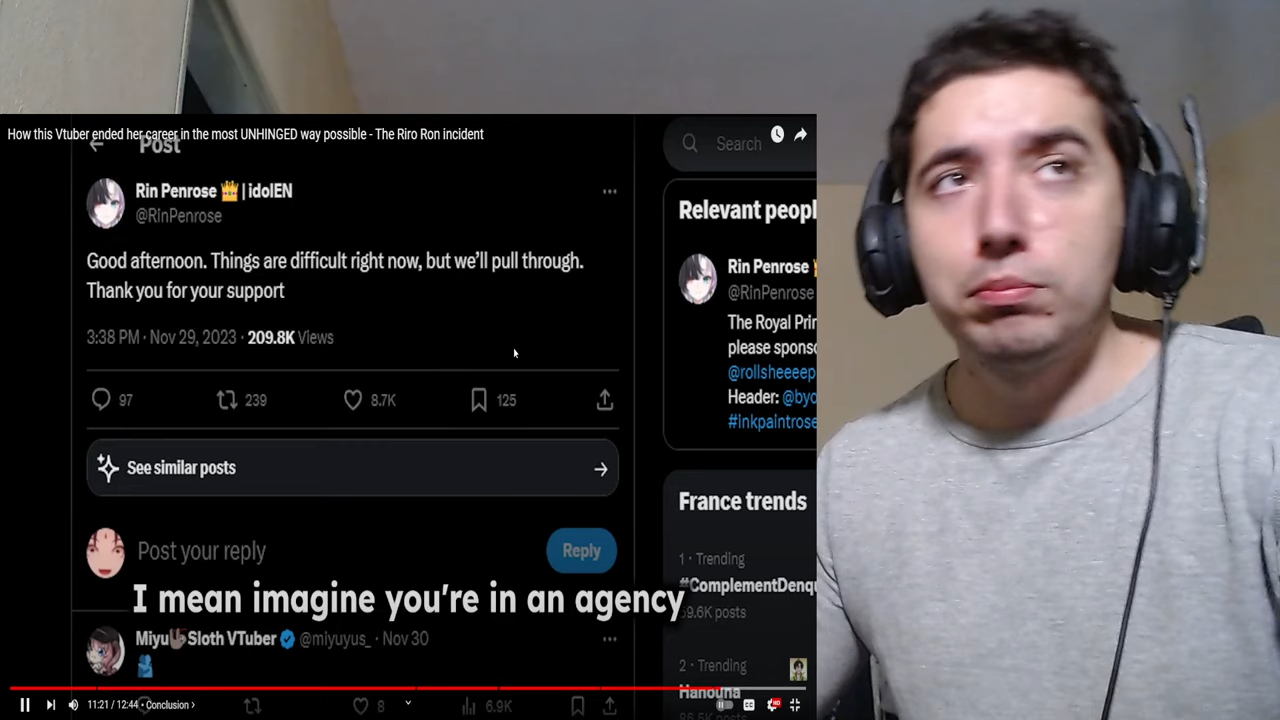 How this Vtuber ended her career in the most UNHINGED way possible - The Riro Ron incident
Post
Search
Rin Penrose 👑 | idolEN
@RinPenrose
Good afternoon. Things are difficult right now, but we'll pull through.
Thank you for your support
3:38 PM · Nov 29, 2023 · 209.8K Views
97 239 8.7K 125
See similar posts
Post your reply
Reply
I mean imagine you're in an agency
Miyu Sloth VTuber @miyuyus_ · Nov 30
8 6.9K
11:21 / 12:44 • Conclusion ›
CC HD
Relevant peopl
Rin Penrose
@RinPenrose
The Royal Prin
please sponso
@rollsheeeep
Header: @byo
#inkpaintrose
France trends
1 · Trending
#ComplementDenqu
69.6K posts
2 · Trending
Hanouna